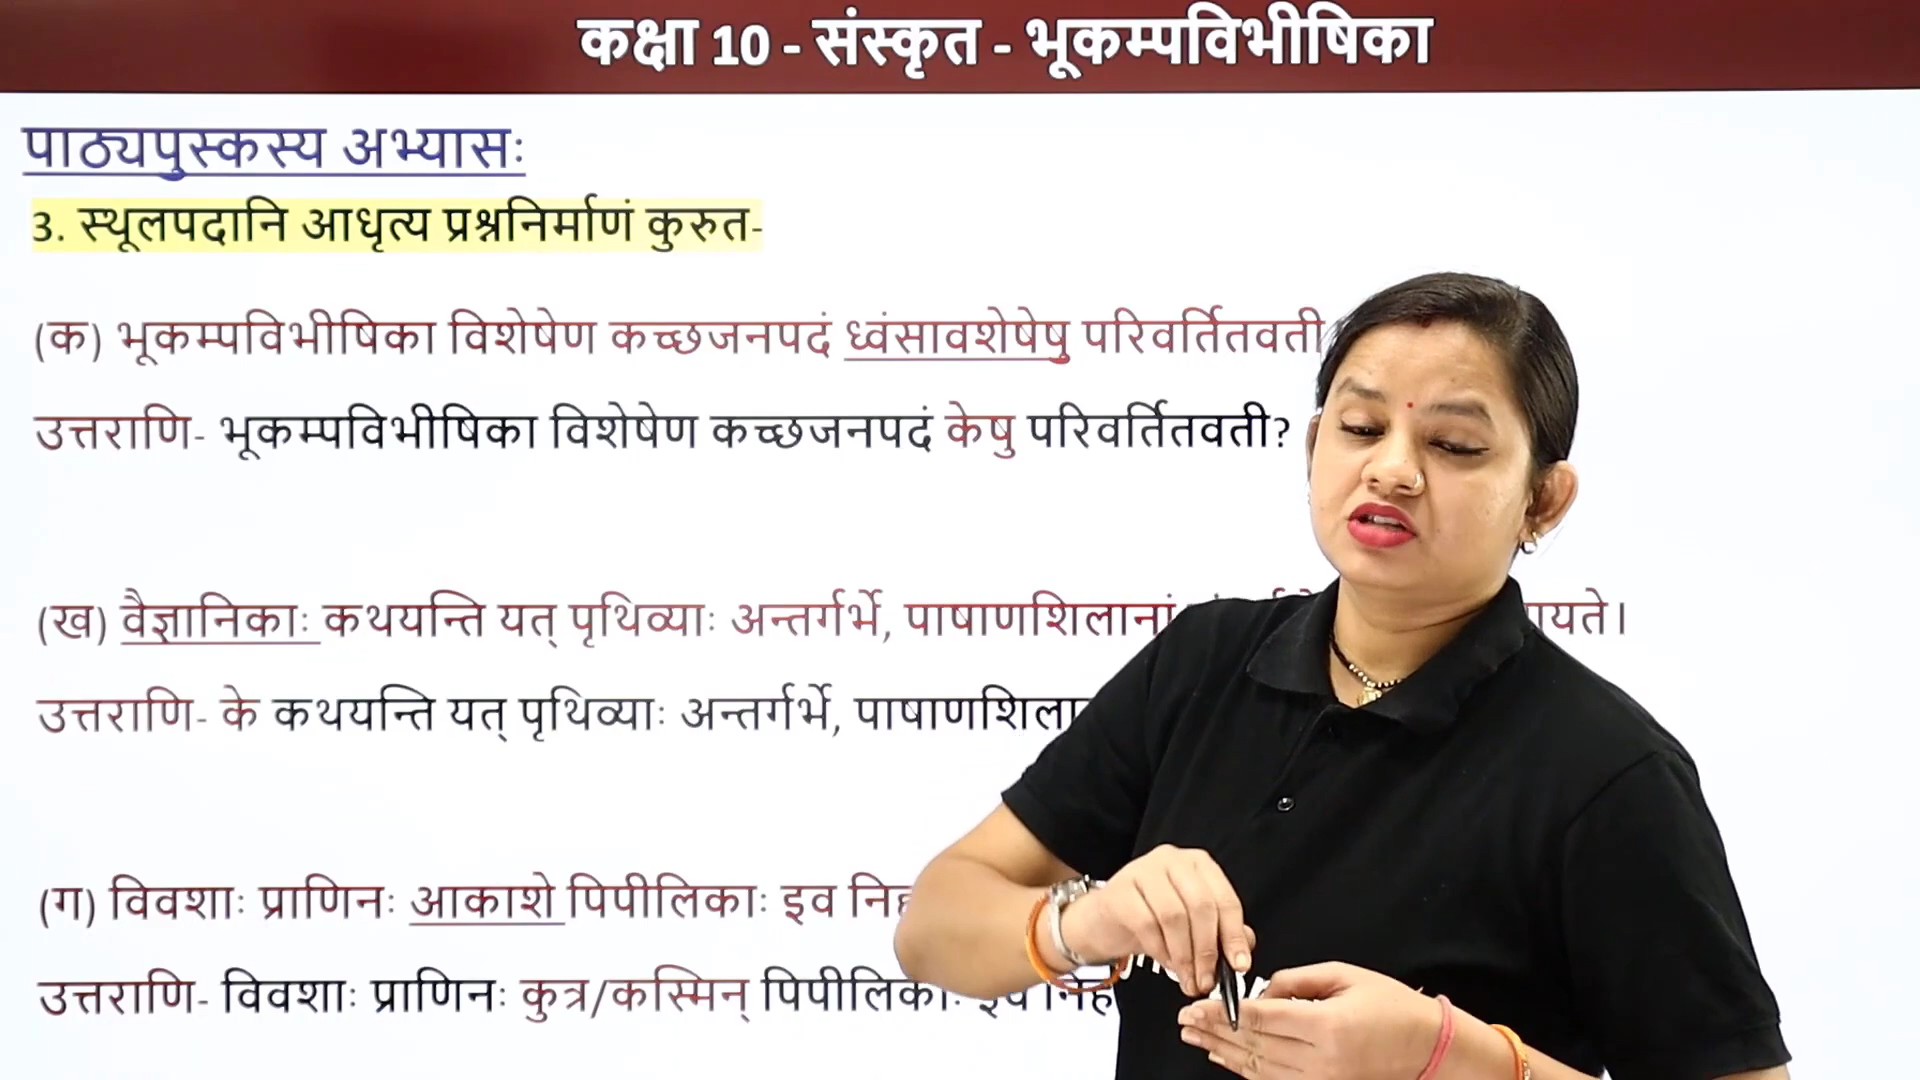 कक्षा 10 - संस्कृत - भूकम्पविभीषिका
पाठ्यपुस्कस्य अभ्यासः
3. स्थूलपदानि आधृत्य प्रश्ननिर्माणं कुरुत-
(क) भूकम्पविभीषिका विशेषेण कच्छजनपदं ध्वंसावशेषेषु परिवर्तितवती
उत्तराणि- भूकम्पविभीषिका विशेषेण कच्छजनपदं केषु परिवर्तितवती?
(ख) वैज्ञानिकाः कथयन्ति यत् पृथिव्याः अन्तर्गर्भे, पाषाणशिलानां
उत्तराणि- के कथयन्ति यत् पृथिव्याः अन्तर्गर्भे,
(ग) विवशाः प्राणिनः आकाशे पिपीलिकाः इव
उत्तराणि- विवशाः प्राणिनः कुत्र/कस्मिन् पिपीलिकाः इव